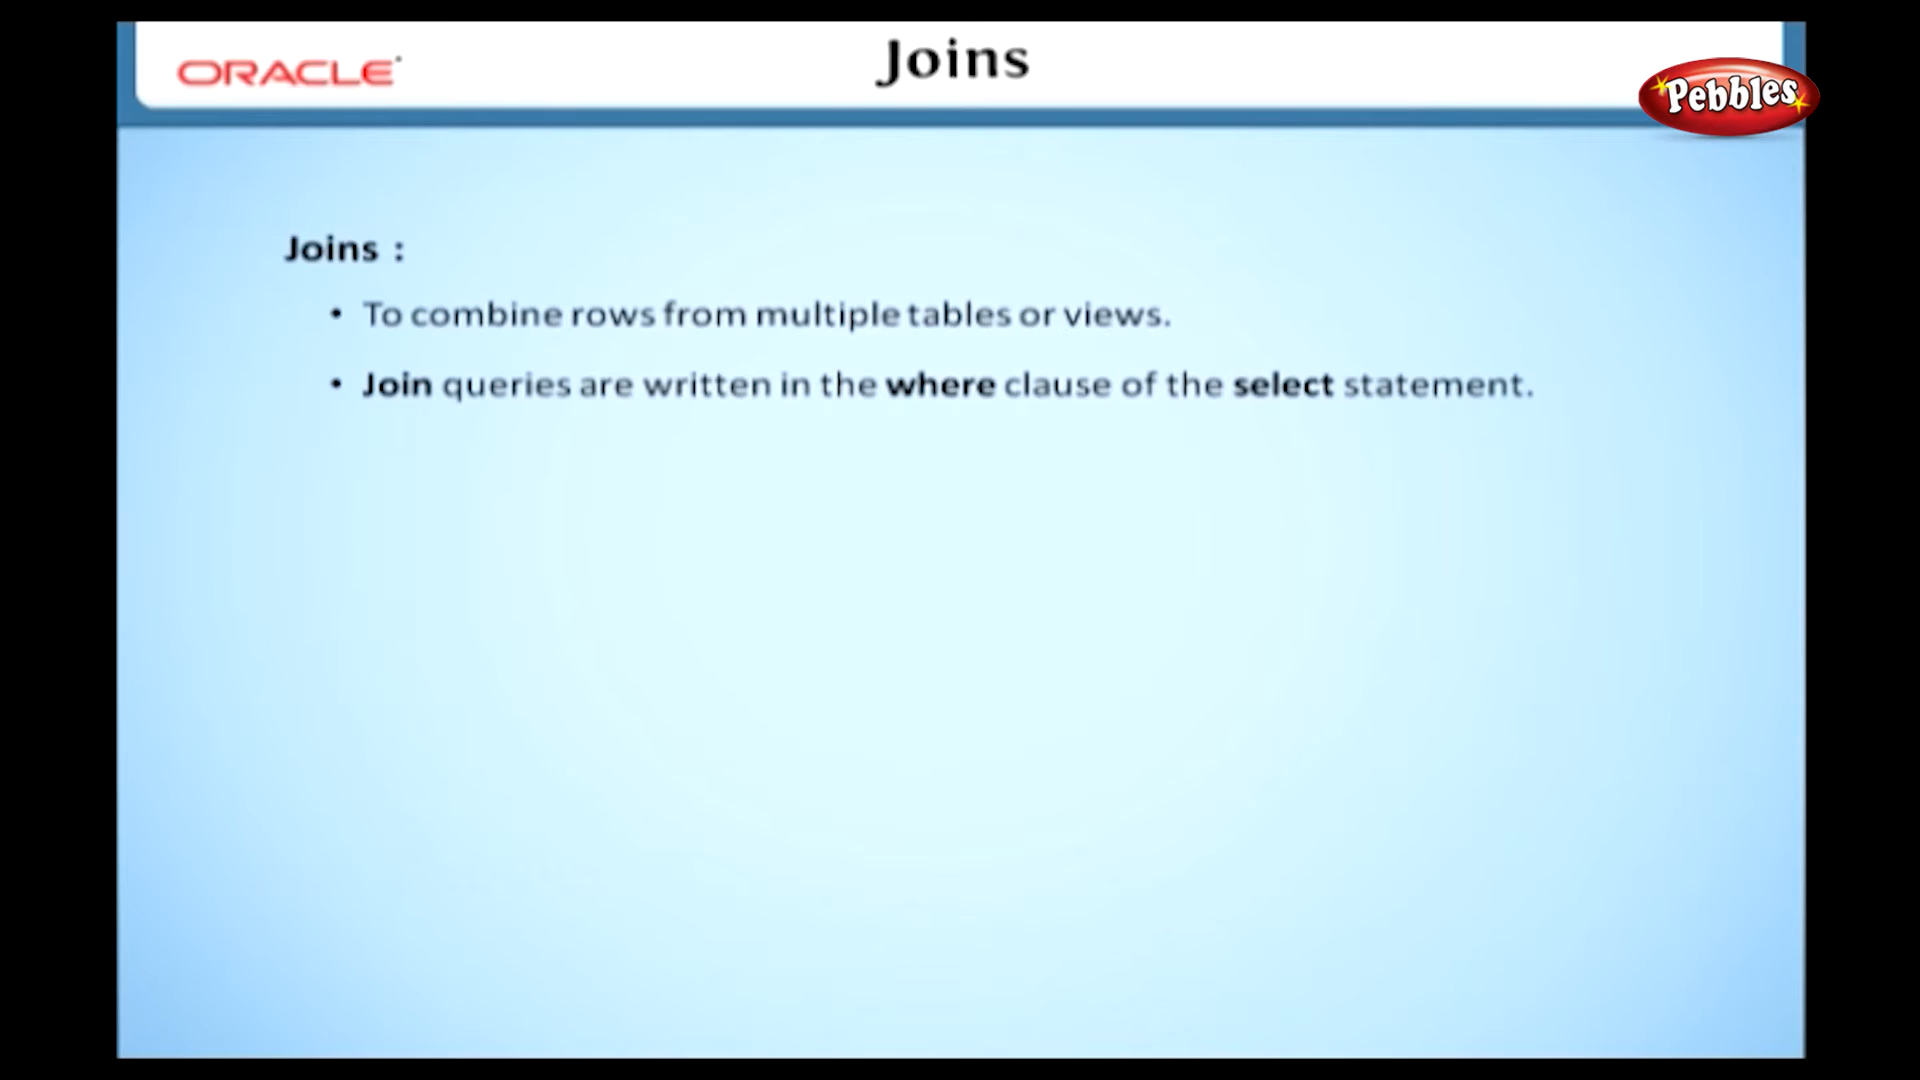 ORACLE
Joins
Pebbles
Joins :
• To combine rows from multiple tables or views.
• Join queries are written in the where clause of the select statement.